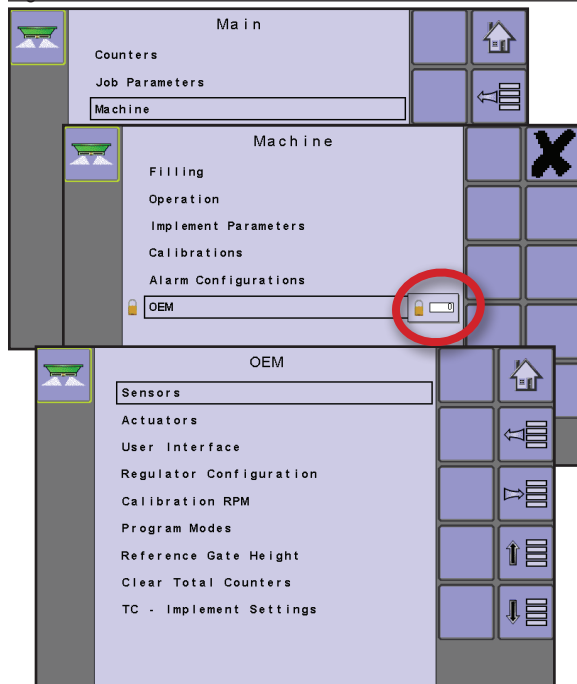 Main
Counters
Job Parameters
Machine
Machine
Filling
Operation
Implement Parameters
Calibrations
Alarm Configurations
OEM
0
OEM
Sensors
Actuators
User Interface
Regulator Configuration
Calibration RPM
Program Modes
Reference Gate Height
Clear Total Counters
TC - Implement Settings